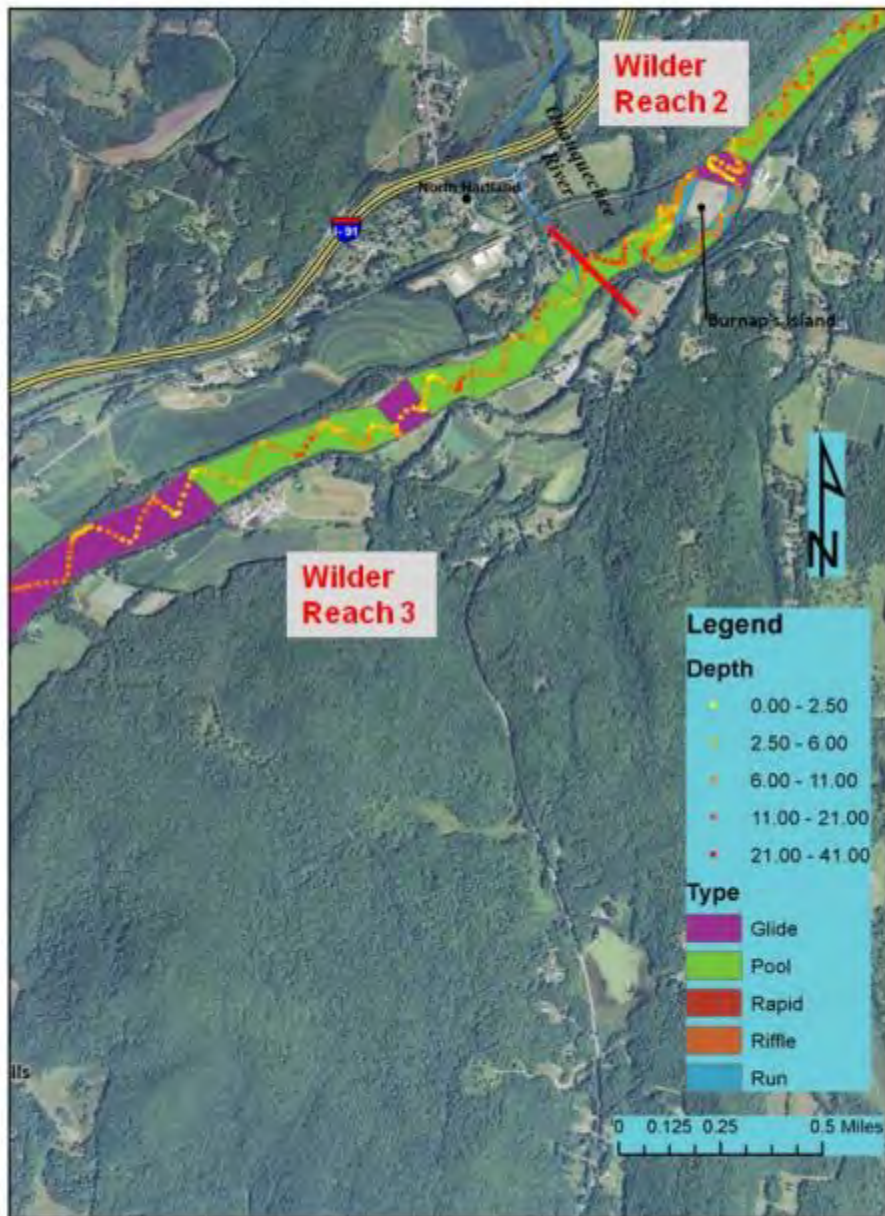 Wilder
Reach 2
Ottauquechee
River
North Hartland
I-91
Burnap's Island
Wilder
Reach 3
N
Legend
Depth
0.00 - 2.50
2.50 - 6.00
6.00 - 11.00
11.00 - 21.00
21.00 - 41.00
Type
Glide
Pool
Rapid
Riffle
Run
ils
0 0.125 0.25 0.5 Miles